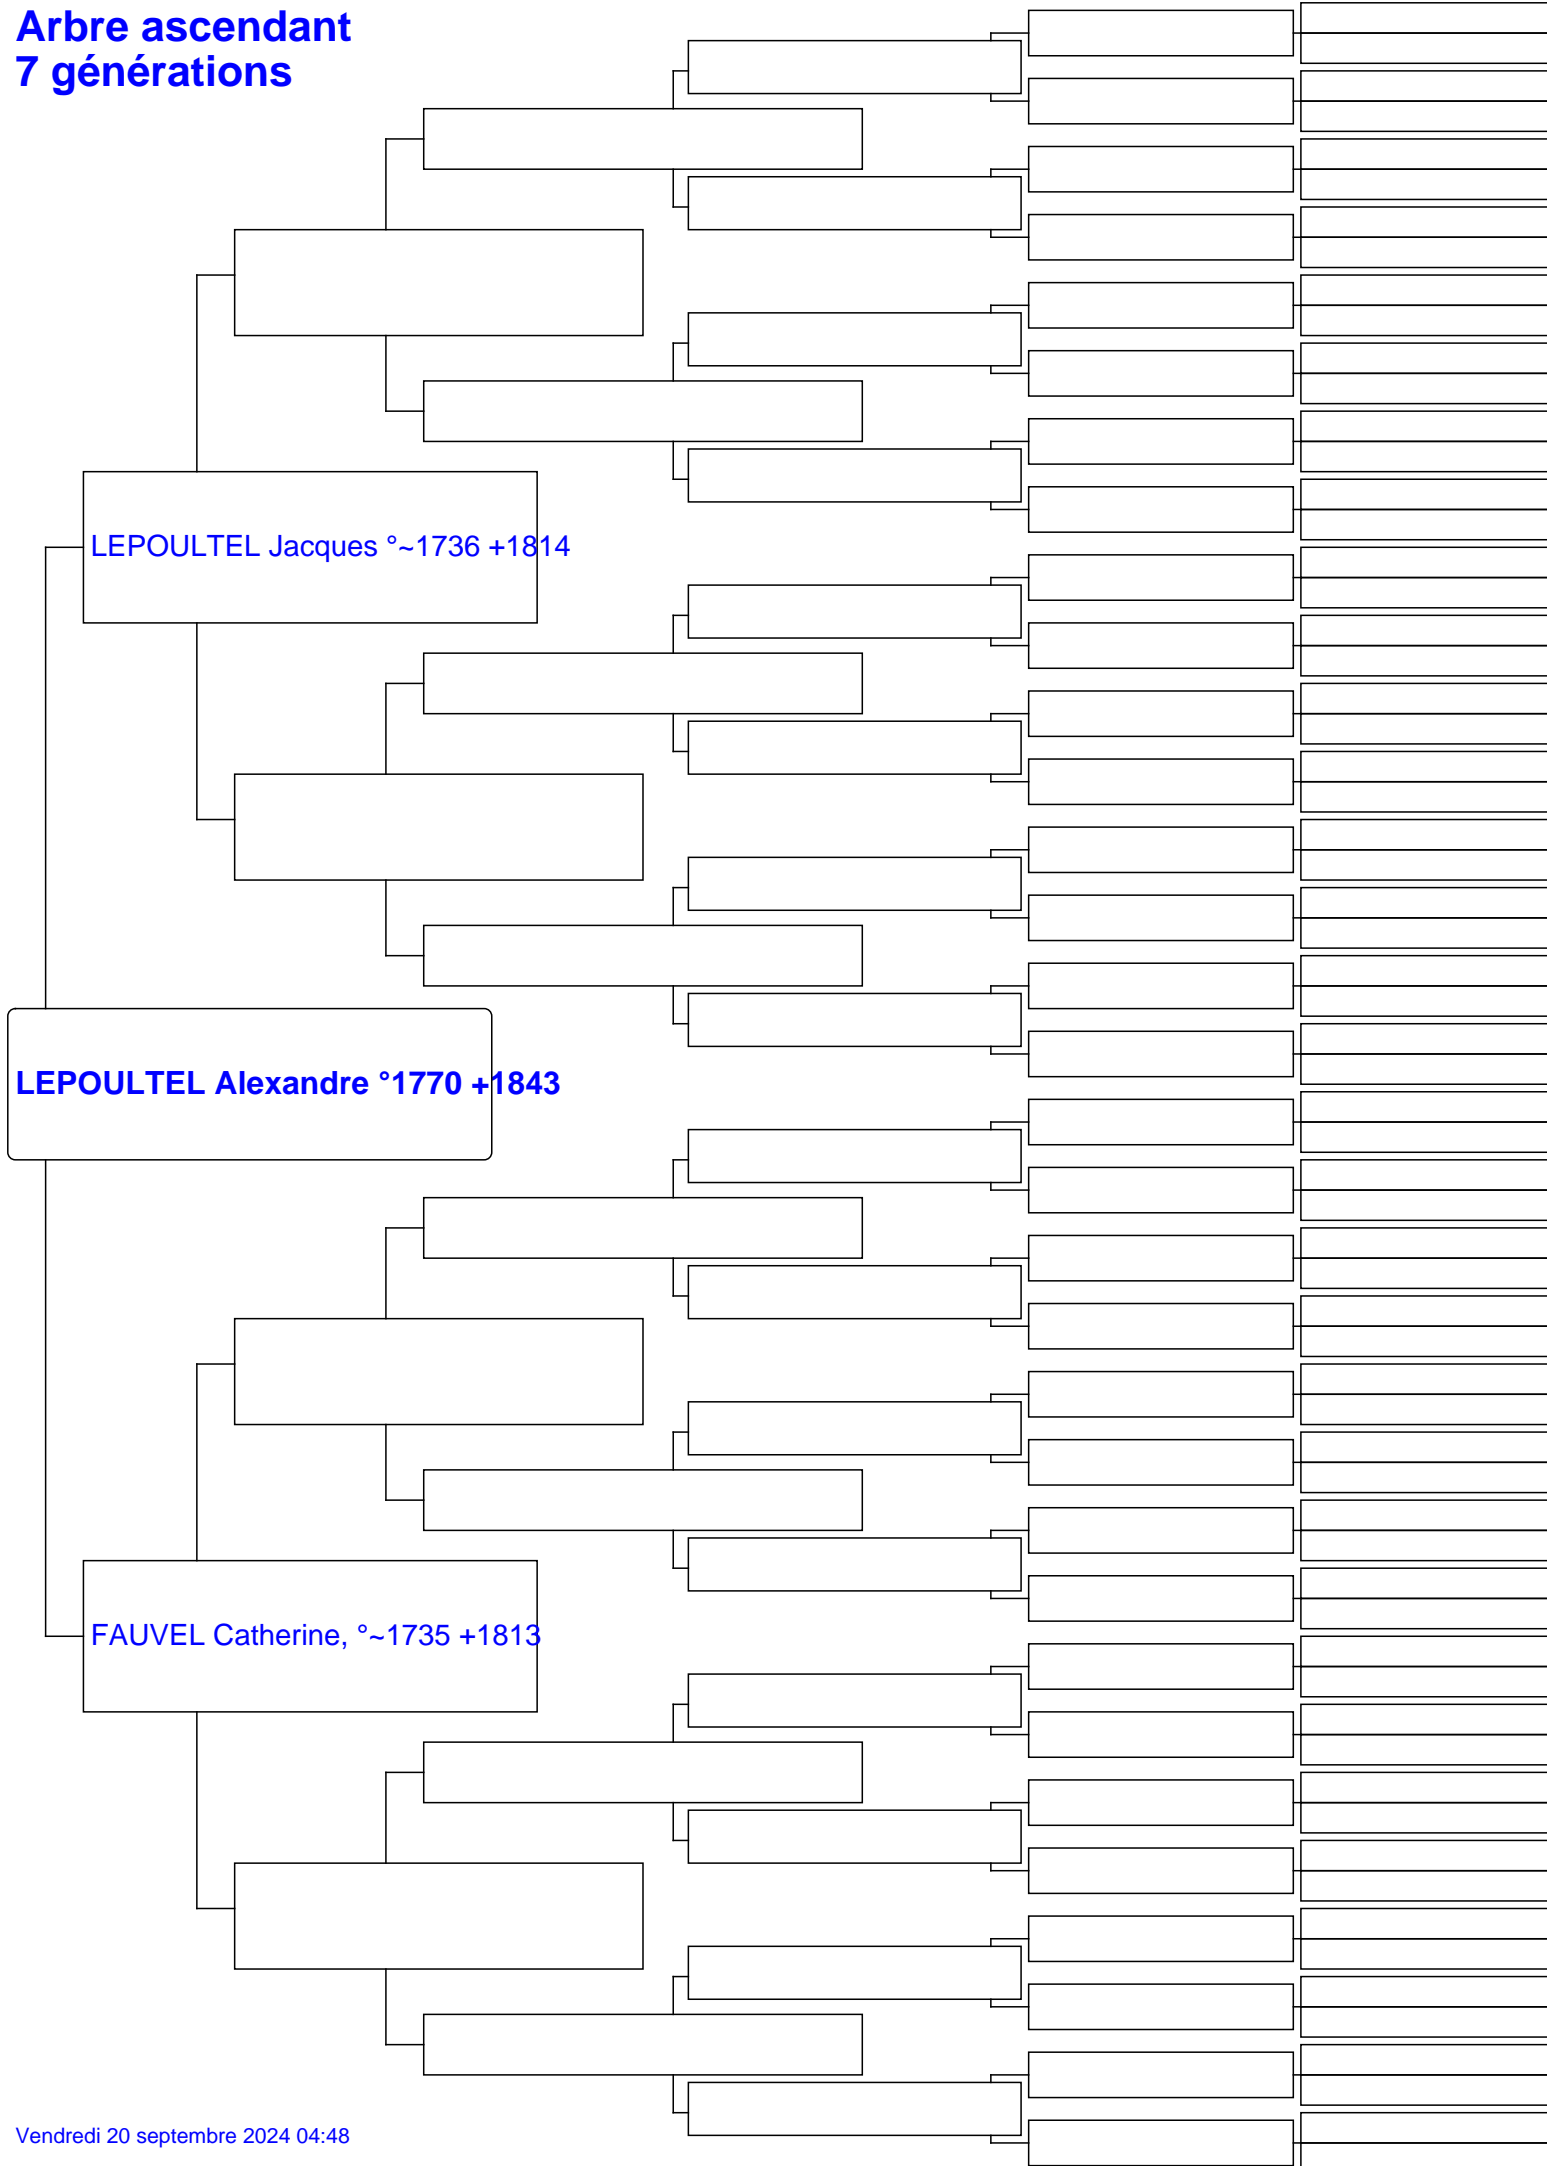 Arbre ascendant
7 générations
LEPOULTEL Jacques °~1736 +1814
LEPOULTEL Alexandre °1770 +1843
FAUVEL Catherine, °~1735 +1813
Vendredi 20 septembre 2024 04:48